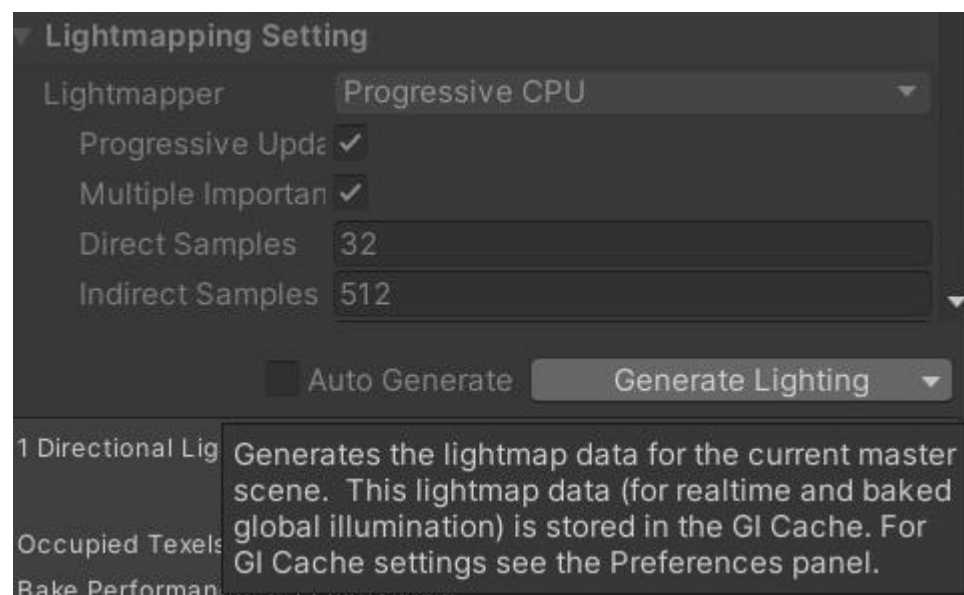 Lightmapping Setting
Lightmapper Progressive CPU
Progressive Upda
Multiple Importan
Direct Samples 32
Indirect Samples 512
Auto Generate Generate Lighting
1 Directional Lig
Generates the lightmap data for the current master
scene. This lightmap data (for realtime and baked
global illumination) is stored in the GI Cache. For
GI Cache settings see the Preferences panel.
Occupied Texels
Bake Performan